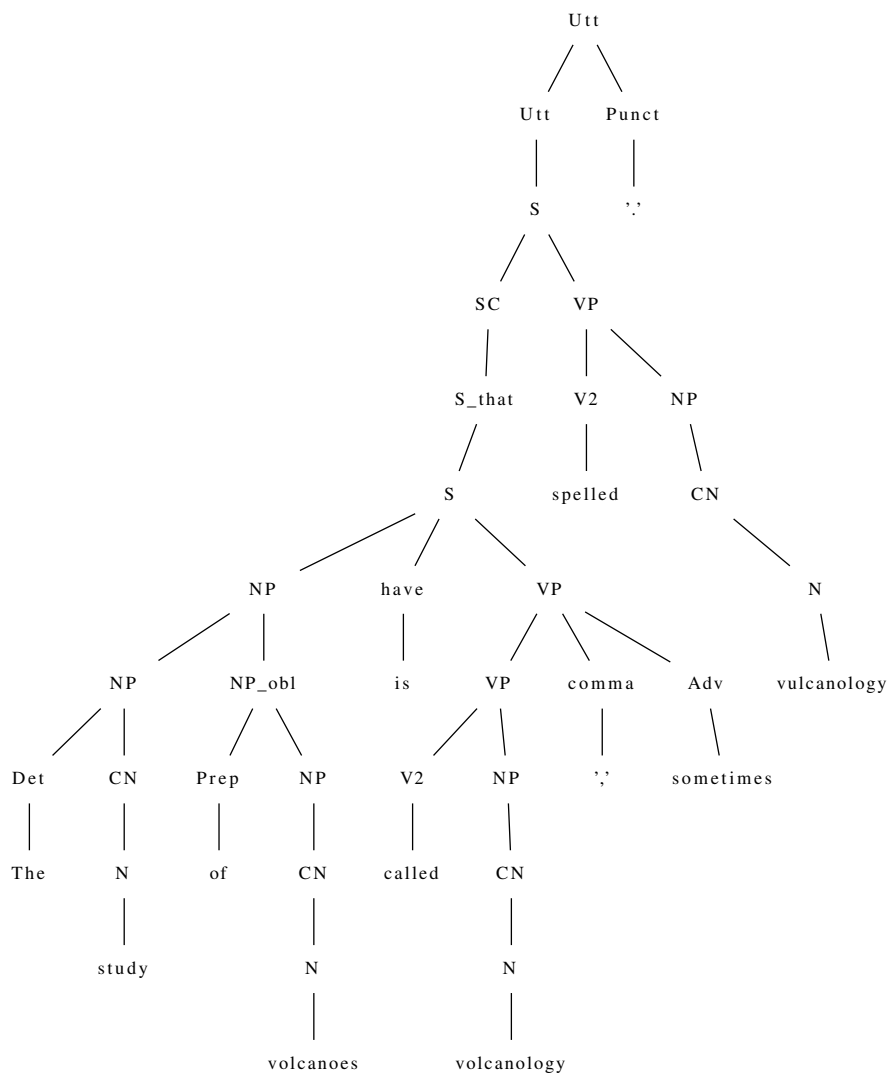 Utt
Utt Punct
S '.'
SC VP
S_that V2 NP
S spelled CN
NP have VP N
NP NP_obl is VP comma Adv vulcanology
Det CN Prep NP V2 NP ',' sometimes
The N of CN called CN
study N N
volcanoes volcanology